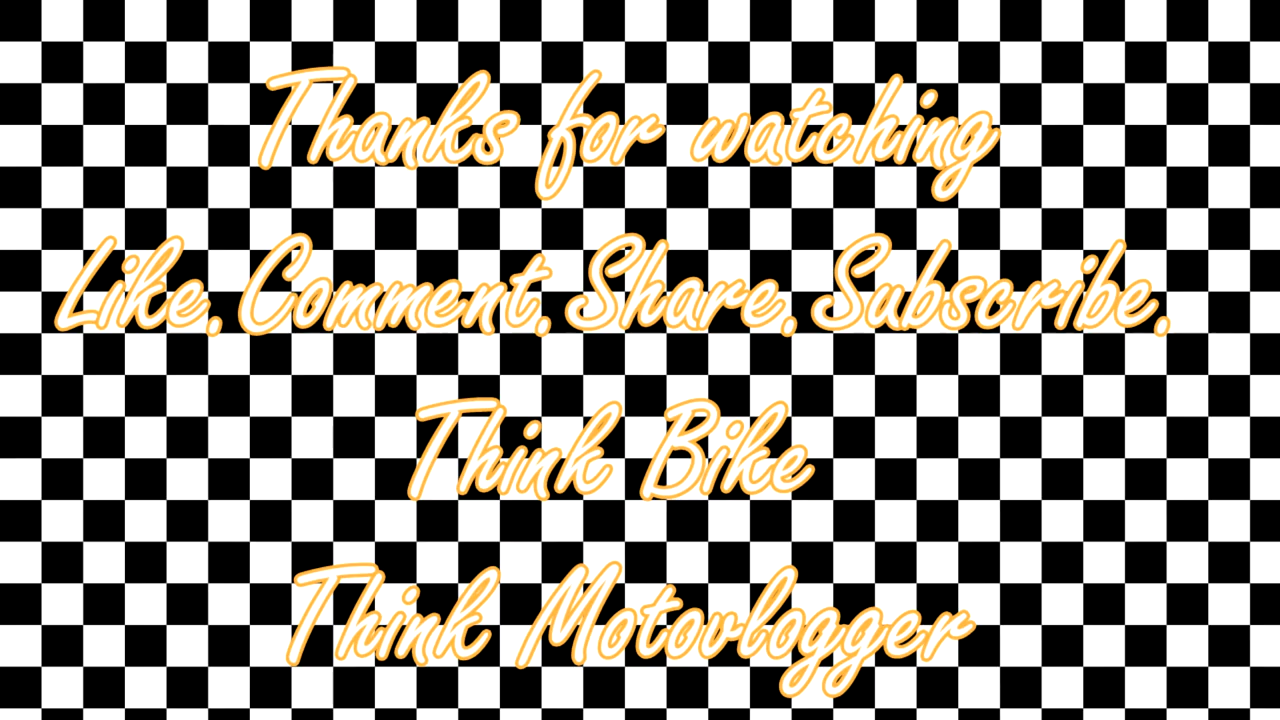 Thanks for watching
Like. Comment. Share. Subscribe.
Think Bike
Think Motovlogger